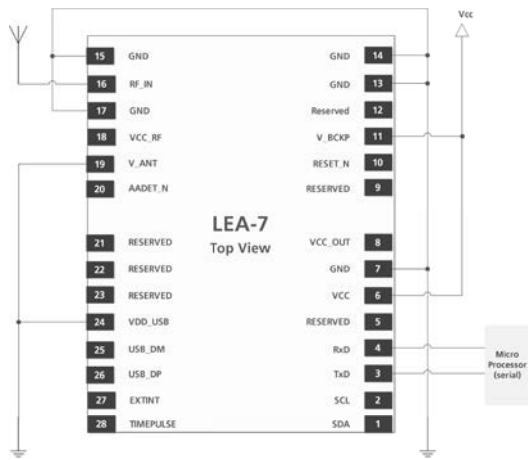 Vcc
15 GND GND 14
16 RF_IN GND 13
17 GND Reserved 12
18 VCC_RF V_BCKP 11
19 V_ANT RESET_N 10
20 AADET_N RESERVED 9
LEA-7
Top View
21 RESERVED VCC_OUT 8
22 RESERVED GND 7
23 RESERVED VCC 6
24 VDD_USB RESERVED 5
25 USB_DM RxD 4
26 USB_DP TxD 3
27 EXTINT SCL 2
28 TIMEPULSE SDA 1
Micro
Processor
(serial)